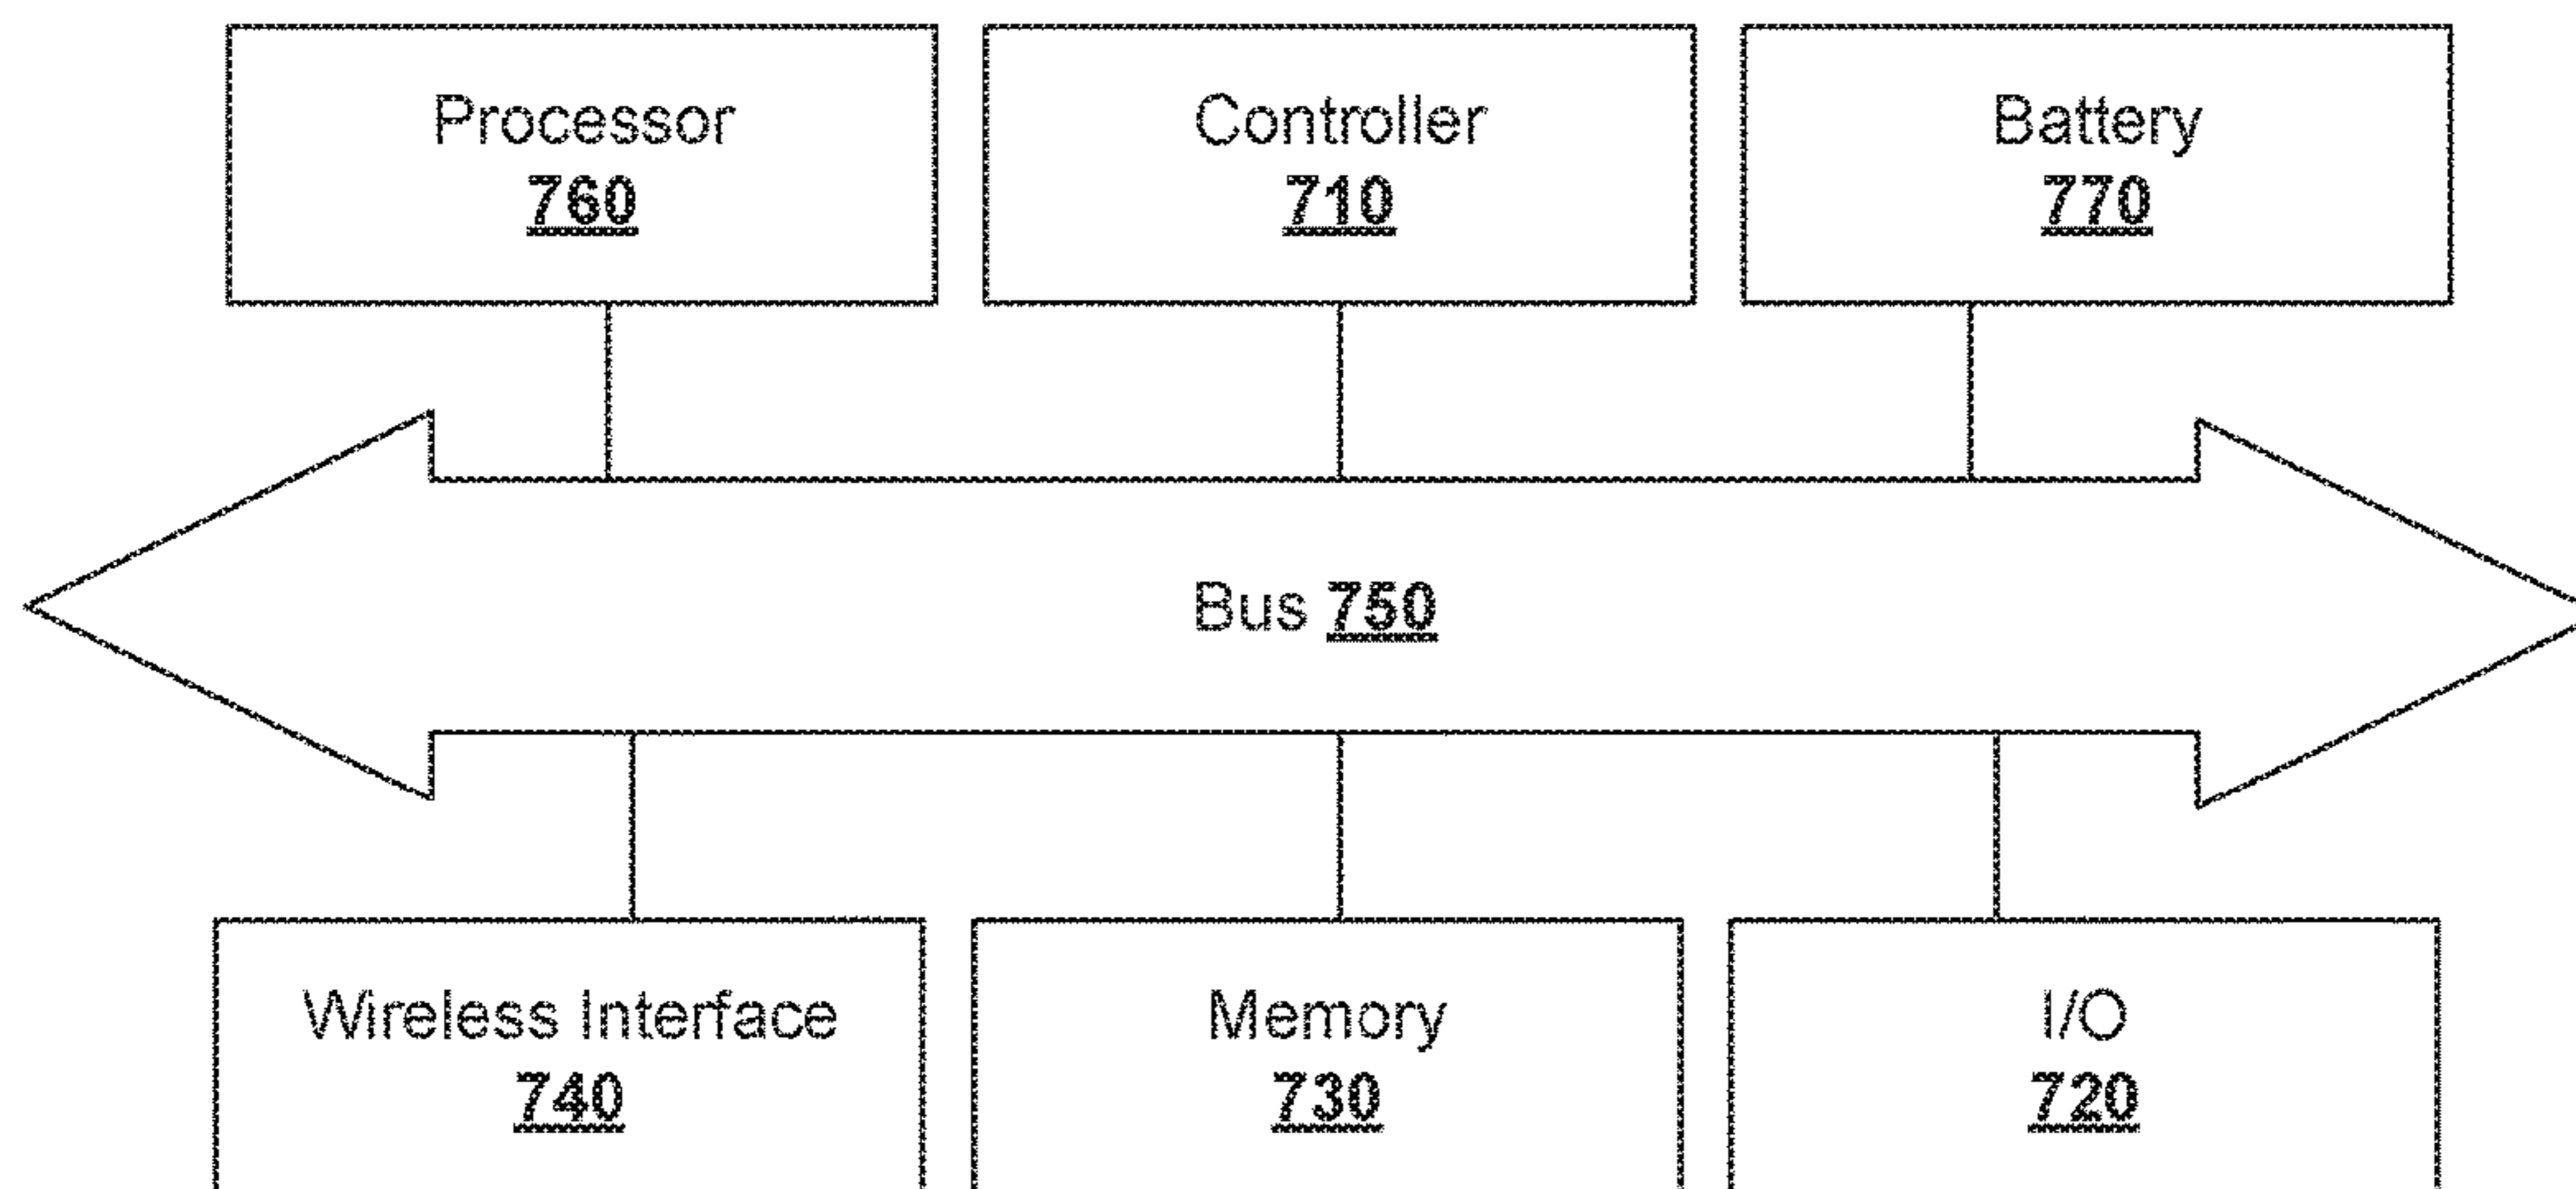 Processor
760
Controller
710
Battery
770
Bus 750
Wireless Interface
740
Memory
730
I/O
720